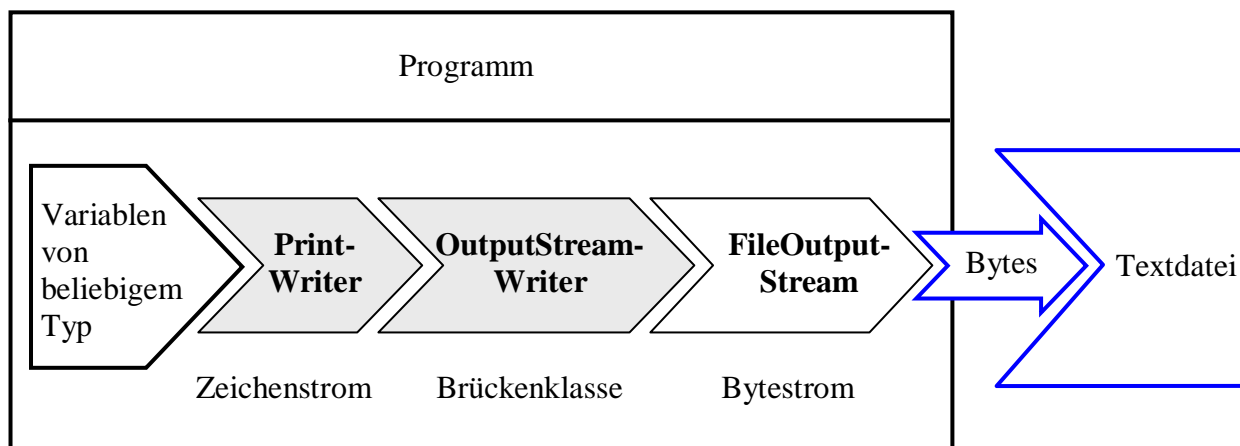 Programm
Variablen
von
beliebigem
Typ
Print-
Writer
OutputStream-
Writer
FileOutput-
Stream
Bytes
Textdatei
Zeichenstrom
Brückenklasse
Bytestrom